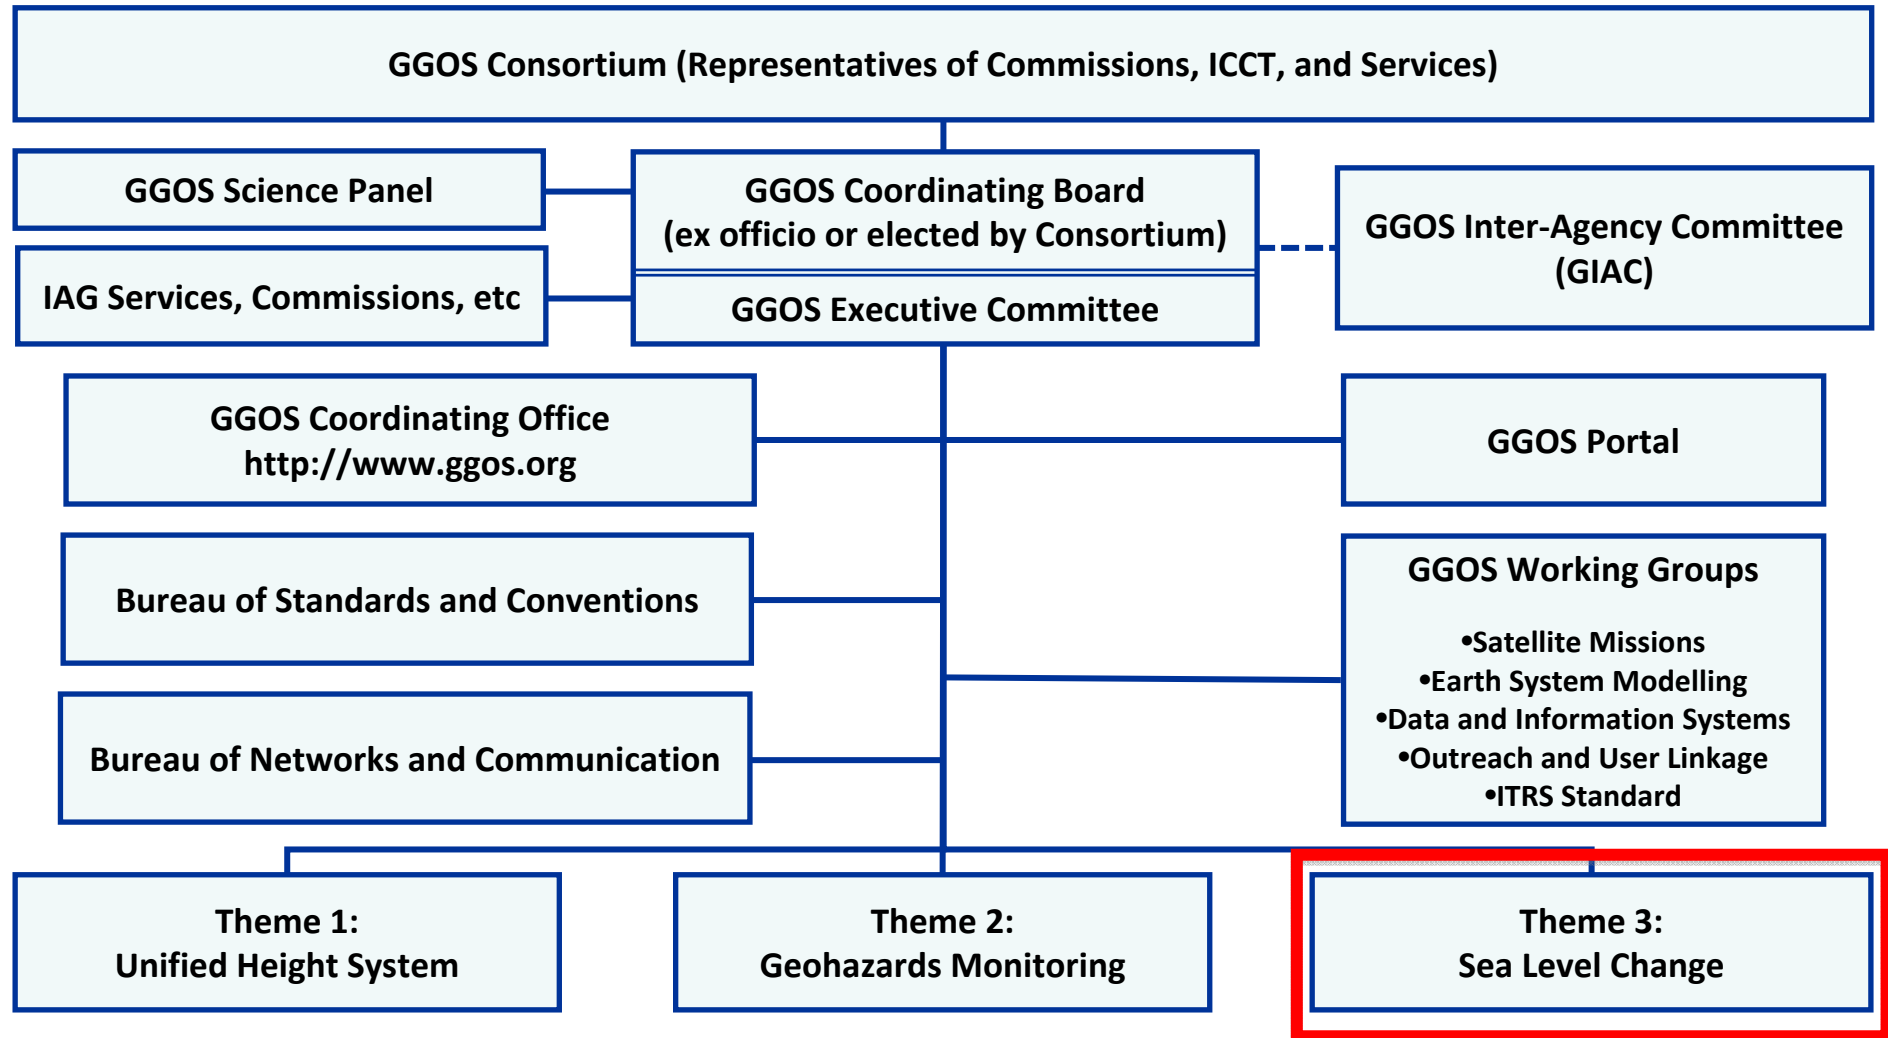 GGOS Consortium (Representatives of Commissions, ICCT, and Services)
GGOS Science Panel
IAG Services, Commissions, etc
GGOS Coordinating Board
(ex officio or elected by Consortium)
GGOS Executive Committee
GGOS Inter-Agency Committee
(GIAC)
GGOS Coordinating Office
http://www.ggos.org
GGOS Portal
Bureau of Standards and Conventions
GGOS Working Groups
•Satellite Missions
•Earth System Modelling
•Data and Information Systems
•Outreach and User Linkage
•ITRS Standard
Bureau of Networks and Communication
Theme 1:
Unified Height System
Theme 2:
Geohazards Monitoring
Theme 3:
Sea Level Change